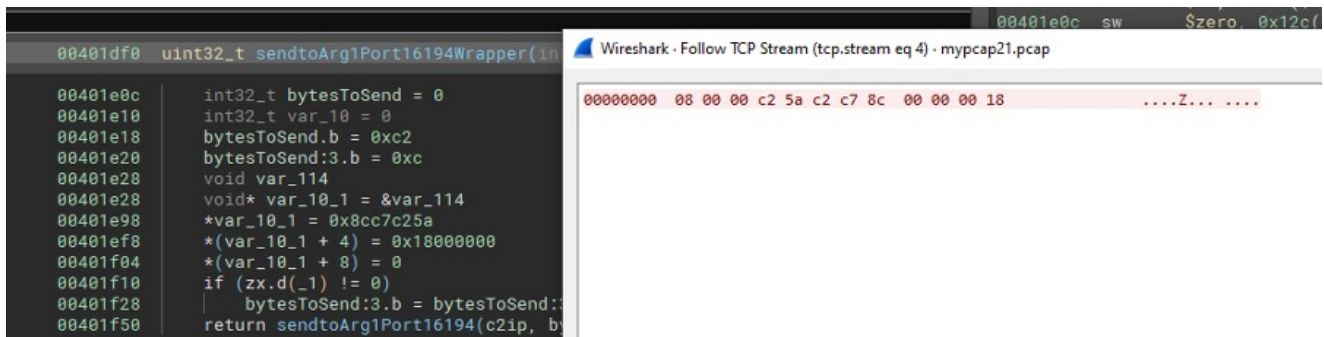 00401e0c sw $zero, 0x12c(
00401df0 uint32_t sendtoArg1Port16194Wrapper(in
Wireshark · Follow TCP Stream (tcp.stream eq 4) · mypcap21.pcap
00401e0c int32_t bytesToSend = 0
00401e10 int32_t var_10 = 0
00401e18 bytesToSend.b = 0xc2
00401e20 bytesToSend:3.b = 0xc
00401e28 void var_114
00401e28 void* var_10_1 = &var_114
00401e98 *var_10_1 = 0x8cc7c25a
00401ef8 *(var_10_1 + 4) = 0x18000000
00401f04 *(var_10_1 + 8) = 0
00401f10 if (zx.d(_1) != 0)
00401f28 bytesToSend:3.b = bytesToSend:3
00401f50 return sendtoArg1Port16194(c2ip, by
00000000 08 00 00 c2 5a c2 c7 8c 00 00 00 18 ....Z... ....